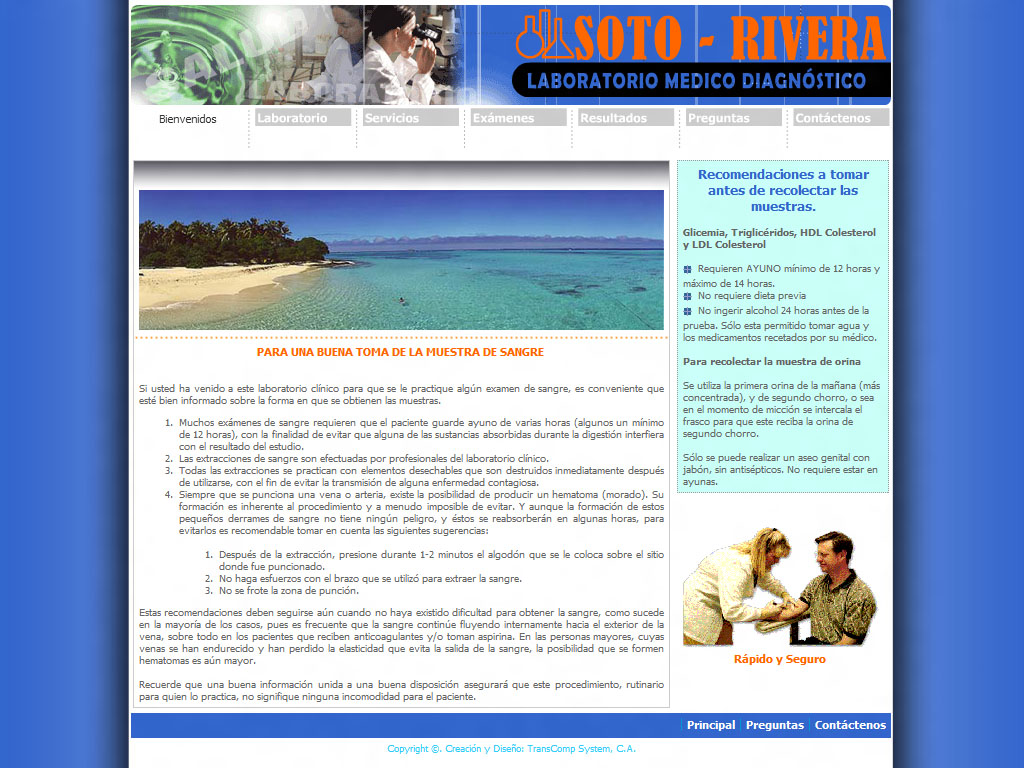 SALUD
LABORATORIO
SOTO - RIVERA
LABORATORIO MEDICO DIAGNÓSTICO
Bienvenidos
Laboratorio
Servicios
Exámenes
Resultados
Preguntas
Contáctenos
PARA UNA BUENA TOMA DE LA MUESTRA DE SANGRE
Si usted ha venido a este laboratorio clínico para que se le practique algún examen de sangre, es conveniente que
esté bien informado sobre la forma en que se obtienen las muestras.
1. Muchos exámenes de sangre requieren que el paciente guarde ayuno de varias horas (algunos un mínimo
de 12 horas), con la finalidad de evitar que alguna de las sustancias absorbidas durante la digestión interfiera
con el resultado del estudio.
2. Las extracciones de sangre son efectuadas por profesionales del laboratorio clínico.
3. Todas las extracciones se practican con elementos desechables que son destruidos inmediatamente después
de utilizarse, con el fin de evitar la transmisión de alguna enfermedad contagiosa.
4. Siempre que se punciona una vena o arteria, existe la posibilidad de producir un hematoma (morado). Su
formación es inherente al procedimiento y a menudo imposible de evitar. Y aunque la formación de estos
pequeños derrames de sangre no tiene ningún peligro, y éstos se reabsorberán en algunas horas, para
evitarlos es recomendable tomar en cuenta las siguientes sugerencias:
1. Después de la extracción, presione durante 1-2 minutos el algodón que se le coloca sobre el sitio
donde fue puncionado.
2. No haga esfuerzos con el brazo que se utilizó para extraer la sangre.
3. No se frote la zona de punción.
Estas recomendaciones deben seguirse aún cuando no haya existido dificultad para obtener la sangre, como sucede
en la mayoría de los casos, pues es frecuente que la sangre continúe fluyendo internamente hacia el exterior de la
vena, sobre todo en los pacientes que reciben anticoagulantes y/o toman aspirina. En las personas mayores, cuyas
venas se han endurecido y han perdido la elasticidad que evita la salida de la sangre, la posibilidad que se formen
hematomas es aún mayor.
Recuerde que una buena información unida a una buena disposición asegurará que este procedimiento, rutinario
para quien lo practica, no signifique ninguna incomodidad para el paciente.
Recomendaciones a tomar
antes de recolectar las
muestras.
Glicemia, Triglicéridos, HDL Colesterol
y LDL Colesterol
Requieren AYUNO mínimo de 12 horas y
máximo de 14 horas.
No requiere dieta previa
No ingerir alcohol 24 horas antes de la
prueba. Sólo esta permitido tomar agua y
los medicamentos recetados por su médico.
Para recolectar la muestra de orina
Se utiliza la primera orina de la mañana (más
concentrada), y de segundo chorro, o sea
en el momento de micción se intercala el
frasco para que este reciba la orina de
segundo chorro.
Sólo se puede realizar un aseo genital con
jabón, sin antisépticos. No requiere estar en
ayunas.
Rápido y Seguro
Principal
Preguntas
Contáctenos
Copyright ©. Creación y Diseño: TransComp System, C.A.